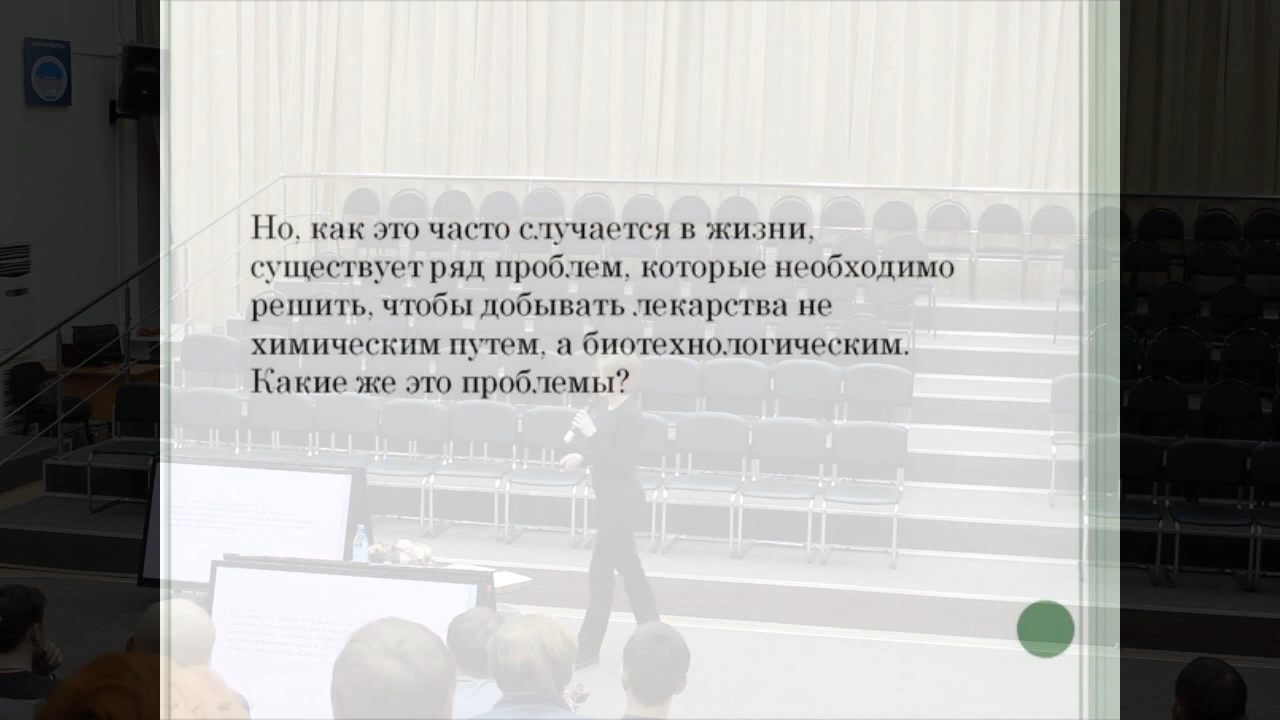 Но, как это часто случается в жизни,
существует ряд проблем, которые необходимо
решить, чтобы добывать лекарства не
химическим путем, а биотехнологическим.
Какие же это проблемы?